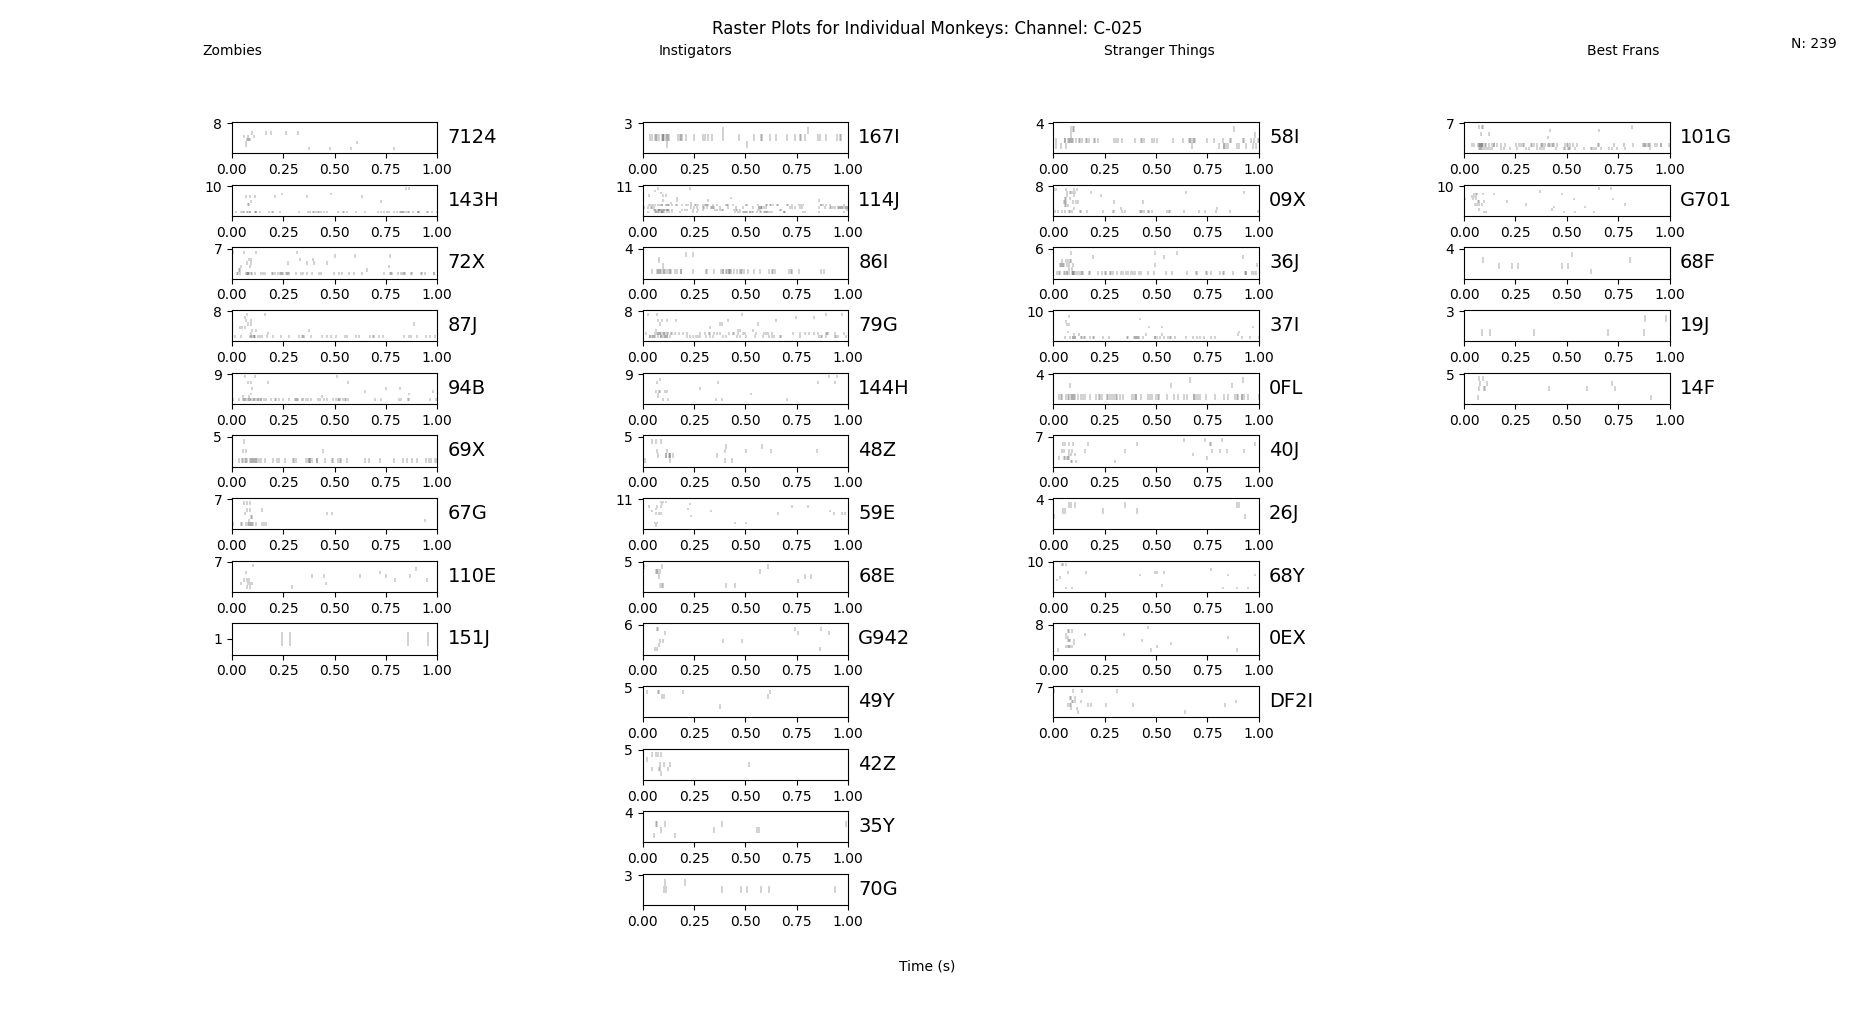 Raster Plots for Individual Monkeys: Channel: C-025
Zombies Instigators Stranger Things Best Frans N: 239
8 7124 3 167I 4 58I 7 101G
0.00 0.25 0.50 0.75 1.00 0.00 0.25 0.50 0.75 1.00 0.00 0.25 0.50 0.75 1.00 0.00 0.25 0.50 0.75 1.00
10 143H 11 114J 8 09X 10 G701
0.00 0.25 0.50 0.75 1.00 0.00 0.25 0.50 0.75 1.00 0.00 0.25 0.50 0.75 1.00 0.00 0.25 0.50 0.75 1.00
7 72X 4 86I 6 36J 4 68F
0.00 0.25 0.50 0.75 1.00 0.00 0.25 0.50 0.75 1.00 0.00 0.25 0.50 0.75 1.00 0.00 0.25 0.50 0.75 1.00
8 87J 8 79G 10 37I 3 19J
0.00 0.25 0.50 0.75 1.00 0.00 0.25 0.50 0.75 1.00 0.00 0.25 0.50 0.75 1.00 0.00 0.25 0.50 0.75 1.00
9 94B 9 144H 4 0FL 5 14F
0.00 0.25 0.50 0.75 1.00 0.00 0.25 0.50 0.75 1.00 0.00 0.25 0.50 0.75 1.00 0.00 0.25 0.50 0.75 1.00
5 69X 5 48Z 7 40J
0.00 0.25 0.50 0.75 1.00 0.00 0.25 0.50 0.75 1.00 0.00 0.25 0.50 0.75 1.00
7 67G 11 59E 4 26J
0.00 0.25 0.50 0.75 1.00 0.00 0.25 0.50 0.75 1.00 0.00 0.25 0.50 0.75 1.00
7 110E 5 68E 10 68Y
0.00 0.25 0.50 0.75 1.00 0.00 0.25 0.50 0.75 1.00 0.00 0.25 0.50 0.75 1.00
1 151J 6 G942 8 0EX
0.00 0.25 0.50 0.75 1.00 0.00 0.25 0.50 0.75 1.00 0.00 0.25 0.50 0.75 1.00
5 49Y 7 DF2I
0.00 0.25 0.50 0.75 1.00 0.00 0.25 0.50 0.75 1.00
5 42Z
0.00 0.25 0.50 0.75 1.00
4 35Y
0.00 0.25 0.50 0.75 1.00
3 70G
0.00 0.25 0.50 0.75 1.00
Time (s)